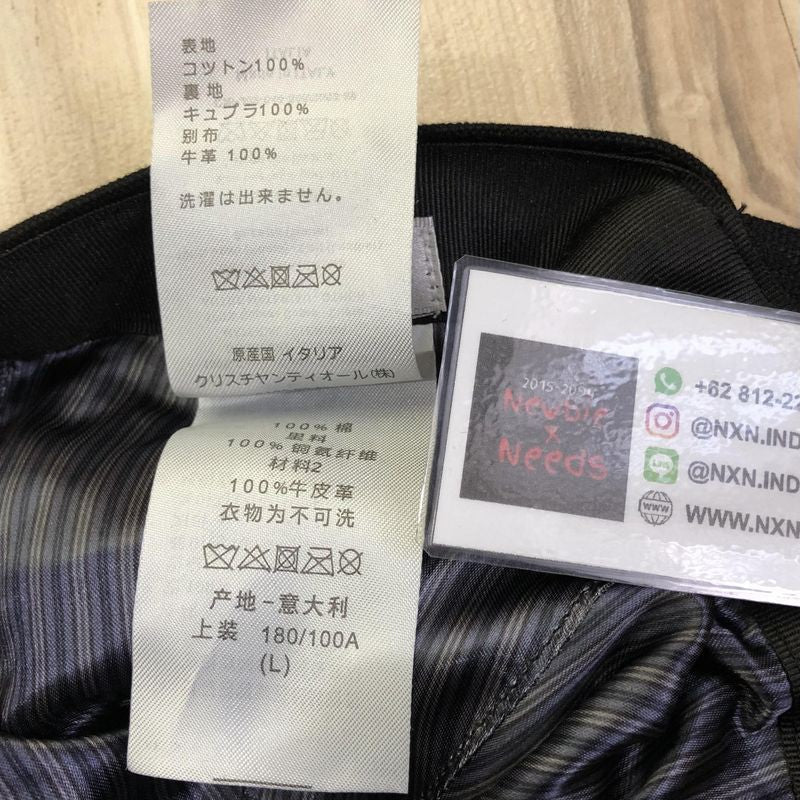 表地
コットン100%
裏地
キュプラ100%
別布
牛革 100%
洗濯は出来ません。
原産国 イタリア
クリスチャンディオール(株)
100%棉
里料
100%铜氨纤维
材料2
100%牛皮革
衣物为不可洗
产地-意大利
上装 180/100A
(L)
Newbie
x
Needs
+62 812-22
@NXN.IND
@NXN.IND
WWW.NXN